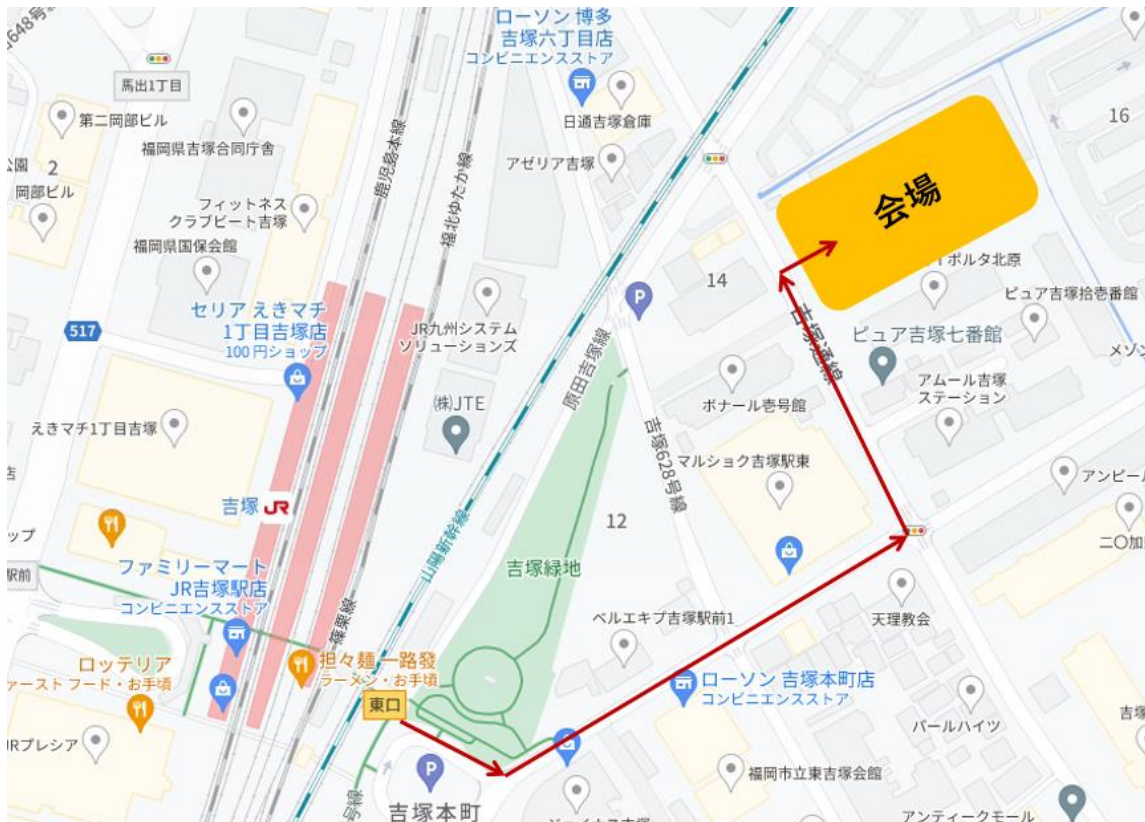 648号線
ローソン 博多
吉塚六丁目店
コンビニエンスストア
馬出1丁目
16
第二岡部ビル
福岡県吉塚合同庁舎
日通吉塚倉庫
公園
2
岡部ビル
鹿児島本線
福北ゆたか線
アゼリア吉塚
会場
フィットネス
クラブビート吉塚
福岡県国保会館
14
ポルタ北原
ピュア吉塚拾壱番館
セリア えきマチ
1丁目吉塚店
100円ショップ
517
JR九州システム
ソリューションズ
原田吉塚線
吉塚通線
ピュア吉塚七番館
メゾン
アムール吉塚
ステーション
㈱JTE
ボナール壱号館
えきマチ1丁目吉塚
店
吉塚628号線
マルショク吉塚駅東
アンピール
吉塚 JR
山陽新幹線
12
ップ
二〇加
駅前
ファミリーマート
JR吉塚駅店
コンビニエンスストア
吉塚緑地
篠栗線
ベルエキプ吉塚駅前1
天理教会
ロッテリア
ァースト フード・お手頃
担々麺 一路發
ラーメン・お手頃
ローソン 吉塚本町店
コンビニエンスストア
東口
パールハイツ
吉塚
JRプレシア
福岡市立東吉塚会館
号線
吉塚本町
アンティークモール